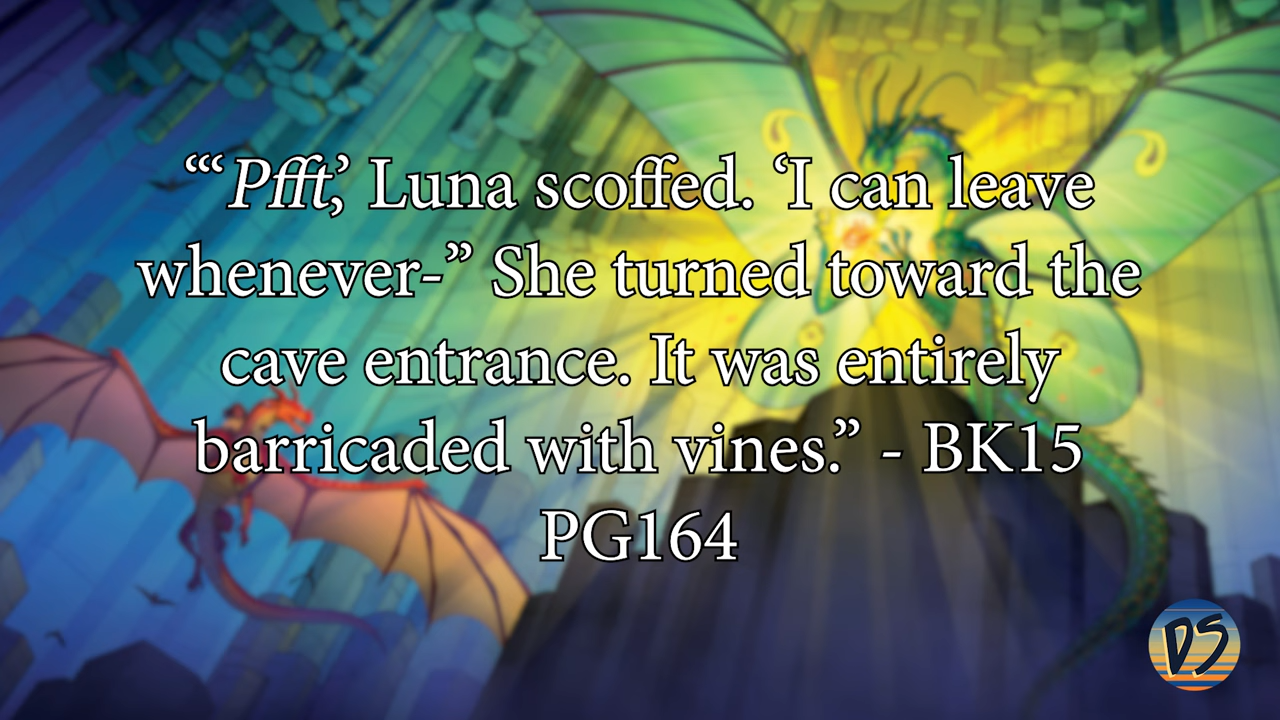 “‘Pfft,’ Luna scoffed. ‘I can leave
whenever-” She turned toward the
cave entrance. It was entirely
barricaded with vines.” - BK15
PG164
DS